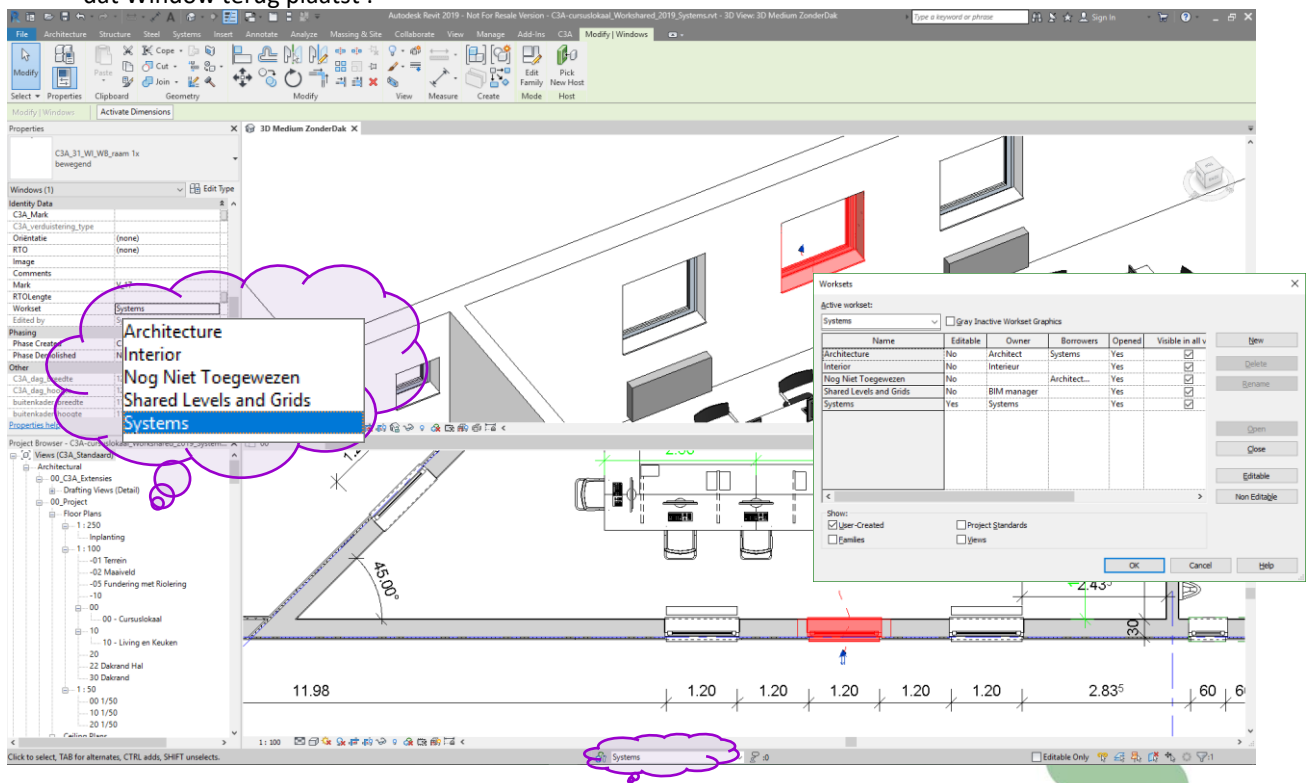 dat Window terug plaatst ?
Autodesk Revit 2019 - Not For Resale Version - C3A-cursuslokaal_Workshared_2019_Systems.rvt - 3D View: 3D Medium ZonderDak
Type a keyword or phrase
Sign In
File Architecture Structure Steel Systems Insert Annotate Analyze Massing & Site Collaborate View Manage Add-Ins C3A Modify | Windows
Modify
Paste
Cope
Cut
Join
Edit Family
Pick New Host
Select Properties Clipboard Geometry Modify View Measure Create Mode Host
Modify | Windows Activate Dimensions
Properties X
3D Medium ZonderDak X
C3A_31_WI_WB_raam 1x
bewegend
Windows (1) Edit Type
Identity Data
C3A_Mark
C3A_verduistering_type
Oriëntatie (none)
RTO (none)
Image
Comments
Mark
RTOLengte
Workset Systems
Edited by
Phasing
Phase Created
Phase Demolished
Other
Properties help
Architecture
Interior
Nog Niet Toegewezen
Shared Levels and Grids
Systems
Project Browser - C3A-cursuslokaal_Workshared_2019_System... X
Views (C3A_Standaard)
Architectural
00_C3A_Extensies
Drafting Views (Detail)
00_Project
Floor Plans
1 : 250
Inplanting
1 : 100
-01 Terrein
-02 Maaiveld
-05 Fundering met Riolering
-10
00
00 - Cursuslokaal
10
10 - Living en Keuken
20
22 Dakrand Hal
30 Dakrand
1 : 50
00 1/50
10 1/50
20 1/50
Ceiling Plans
Worksets X
Active workset:
Systems
Gray Inactive Workset Graphics
Name Editable Owner Borrowers Opened Visible in all v
Architecture No Architect Systems Yes
Interior No Interieur Yes
Nog Niet Toegewezen No Architect... Yes
Shared Levels and Grids No BIM manager Yes
Systems Yes Systems Yes
New
Delete
Rename
Open
Close
Editable
Non Editable
Show:
User-Created
Project Standards
Families
Views
OK Cancel Help
45.00°
2.43⁵
30
11.98 1.20 1.20 1.20 1.20 1.20 2.83⁵ 60
1 : 100
Click to select, TAB for alternates, CTRL adds, SHIFT unselects.
Systems
:0
Editable Only
:1